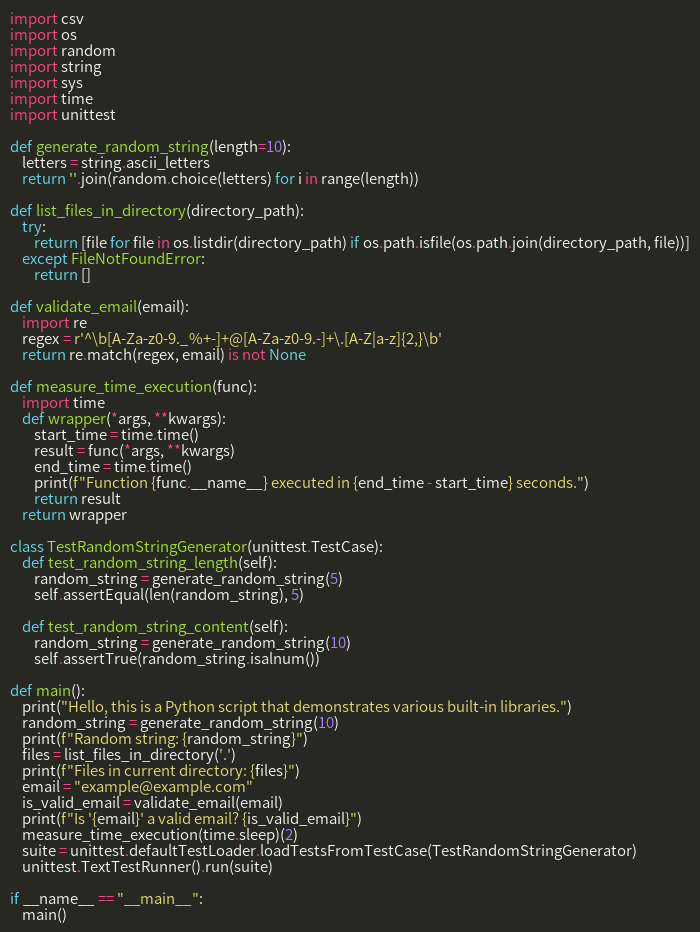 import csv
import os
import random
import string
import sys
import time
import unittest

def generate_random_string(length=10):
    letters = string.ascii_letters
    return ''.join(random.choice(letters) for i in range(length))

def list_files_in_directory(directory_path):
    try:
        return [file for file in os.listdir(directory_path) if os.path.isfile(os.path.join(directory_path, file))]
    except FileNotFoundError:
        return []

def validate_email(email):
    import re
    regex = r'^\b[A-Za-z0-9._%+-]+@[A-Za-z0-9.-]+\.[A-Z|a-z]{2,}\b'
    return re.match(regex, email) is not None

def measure_time_execution(func):
    import time
    def wrapper(*args, **kwargs):
        start_time = time.time()
        result = func(*args, **kwargs)
        end_time = time.time()
        print(f"Function {func.__name__} executed in {end_time - start_time} seconds.")
        return result
    return wrapper

class TestRandomStringGenerator(unittest.TestCase):
    def test_random_string_length(self):
        random_string = generate_random_string(5)
        self.assertEqual(len(random_string), 5)

    def test_random_string_content(self):
        random_string = generate_random_string(10)
        self.assertTrue(random_string.isalnum())

def main():
    print("Hello, this is a Python script that demonstrates various built-in libraries.")
    random_string = generate_random_string(10)
    print(f"Random string: {random_string}")
    files = list_files_in_directory('.')
    print(f"Files in current directory: {files}")
    email = "example@example.com"
    is_valid_email = validate_email(email)
    print(f"Is '{email}' a valid email? {is_valid_email}")
    measure_time_execution(time.sleep)(2)
    suite = unittest.defaultTestLoader.loadTestsFromTestCase(TestRandomStringGenerator)
    unittest.TextTestRunner().run(suite)

if __name__ == "__main__":
    main()